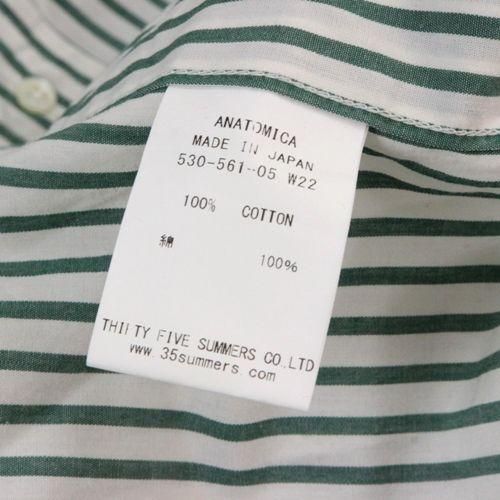 ANATOMICA
MADE IN JAPAN
530-561-05 W22
100% COTTON
綿 100%
THIRTY FIVE SUMMERS CO.,LTD
www.35summers.com